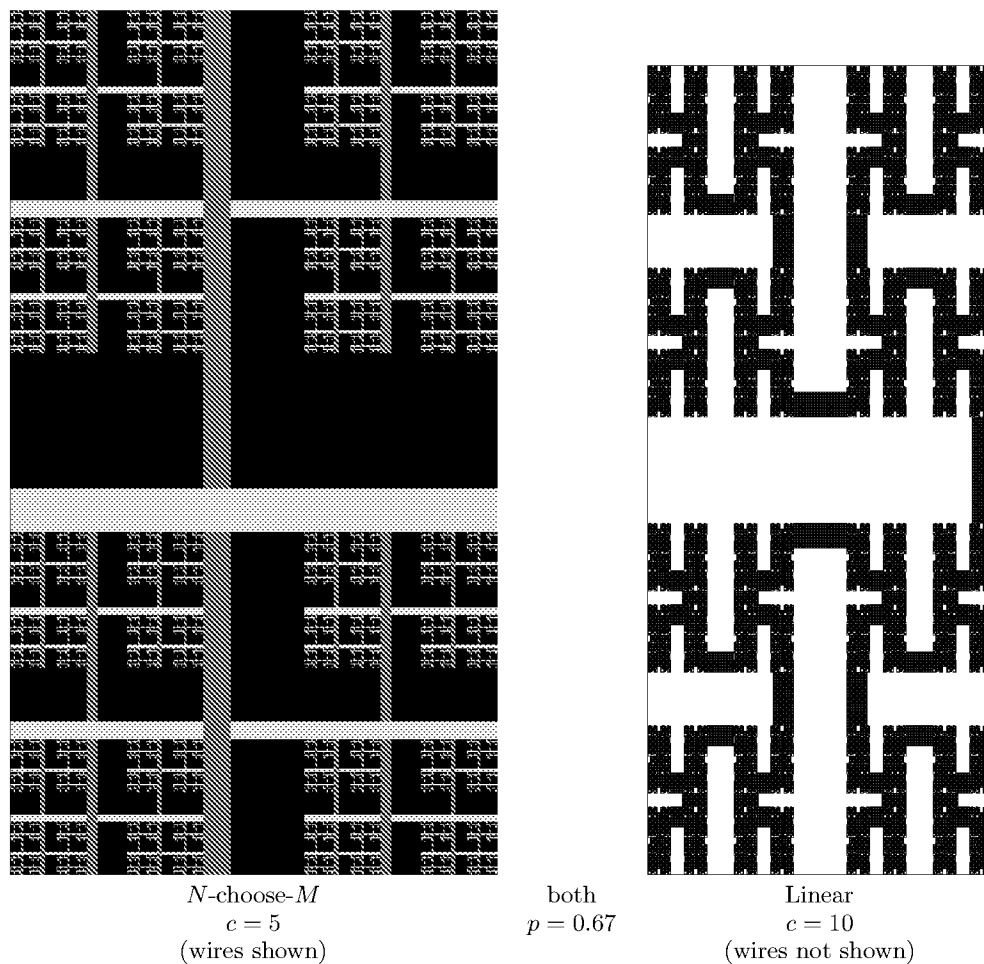 N-choose-M
c = 5
(wires shown)
both
p = 0.67
Linear
c = 10
(wires not shown)